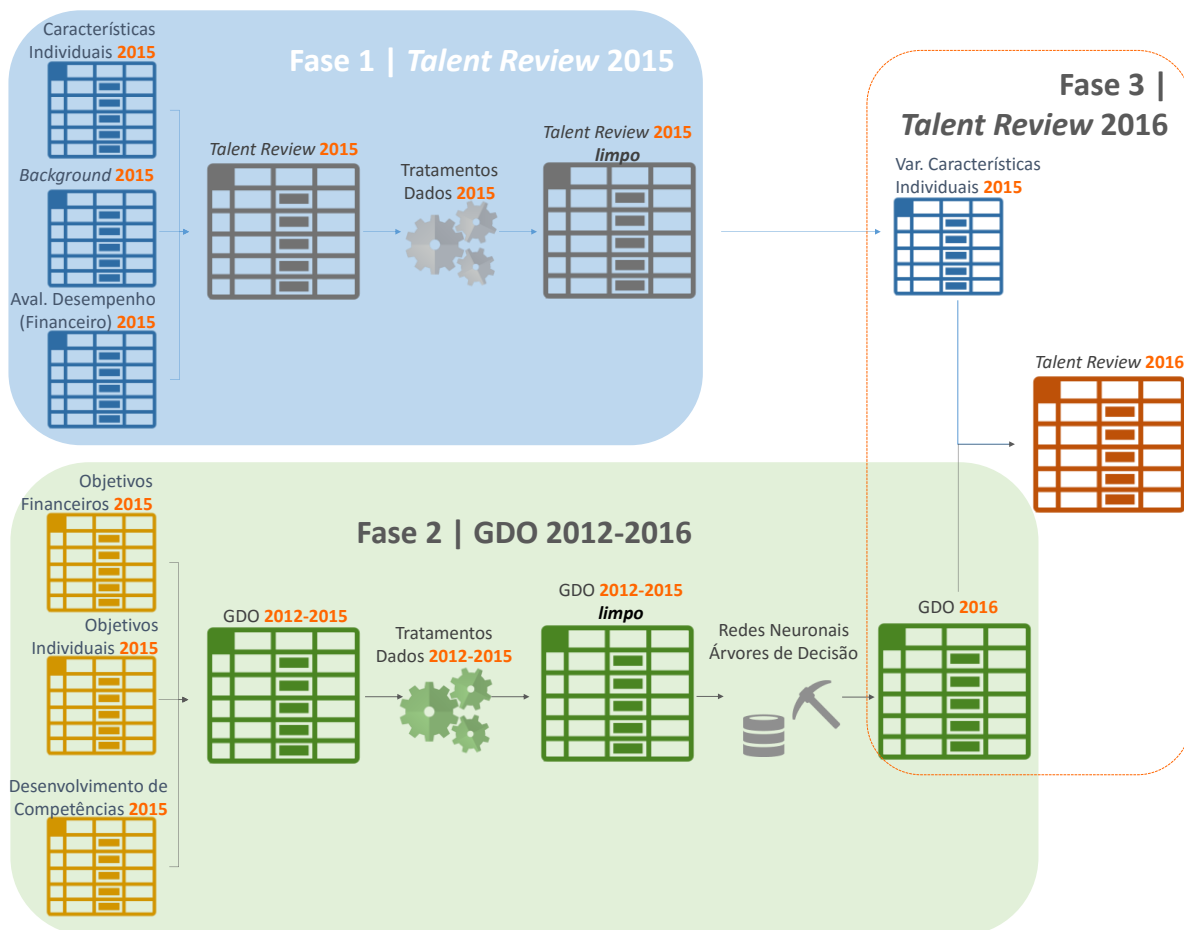 Características
Individuais 2015
Fase 1 | Talent Review 2015
Background 2015
Aval. Desempenho
(Financeiro) 2015
Talent Review 2015
Tratamentos
Dados 2015
Talent Review 2015
limpo
Fase 3 |
Talent Review 2016
Var. Características
Individuais 2015
Talent Review 2016
Objetivos
Financeiros 2015
Fase 2 | GDO 2012-2016
Objetivos
Individuais 2015
Desenvolvimento de
Competências 2015
GDO 2012-2015
Tratamentos
Dados 2012-2015
GDO 2012-2015
limpo
Redes Neuronais
Árvores de Decisão
GDO 2016